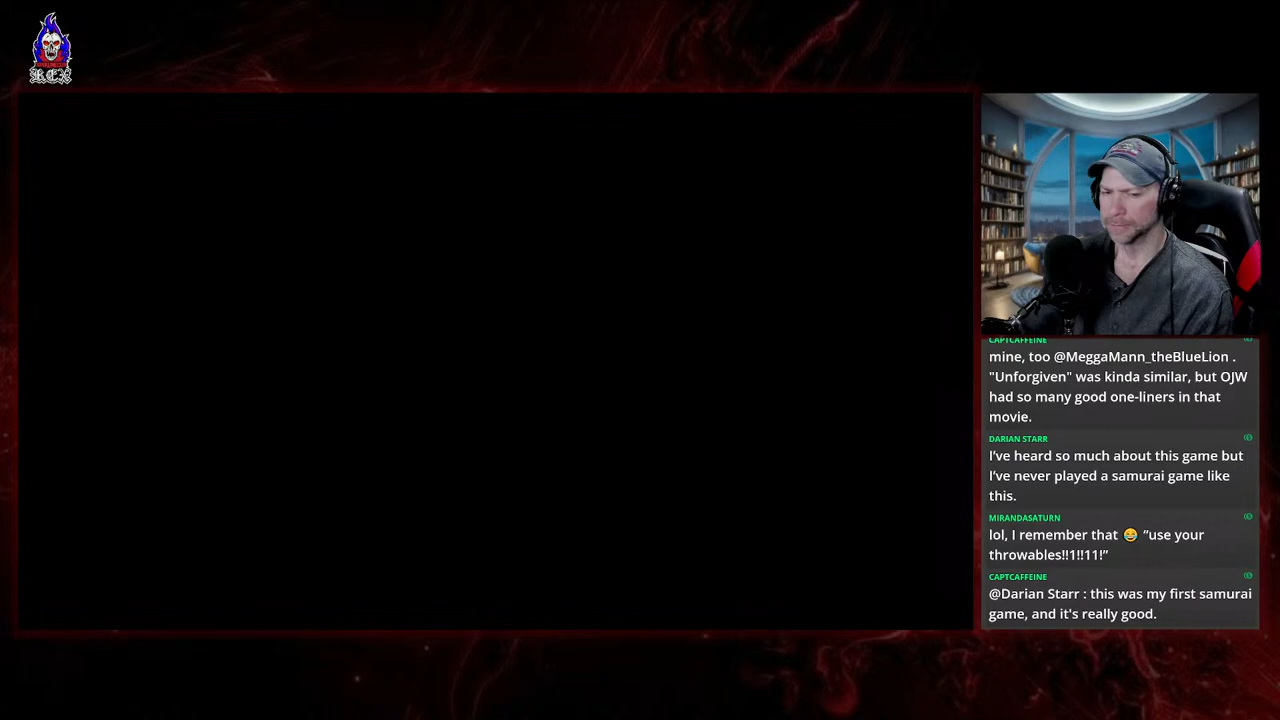 REX
CAPTCAFFEINE
mine, too @MeggaMann_theBlueLion .
"Unforgiven" was kinda similar, but OJW
had so many good one-liners in that
movie.
DARIAN STARR
I've heard so much about this game but
I've never played a samurai game like
this.
MIRANDASATURN
lol, I remember that 😂 "use your
throwables!!1!!11!"
CAPTCAFFEINE
@Darian Starr : this was my first samurai
game, and it's really good.